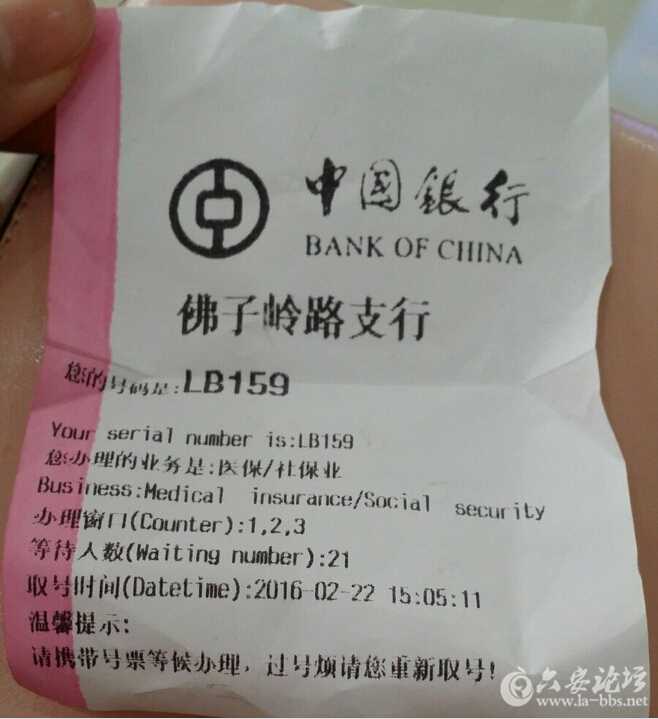 中国銀行
BANK OF CHINA
佛子岭路支行
您的号码是:LB159
Your serial number is:LB159
您办理的业务是:医保/社保业
Business:Medical insurance/Social security
办理窗口(Counter):1,2,3
等待人数(Waiting number):21
取号时间(Datetime):2016-02-22 15:05:11
温馨提示:
请携带号票等候办理，过号烦请您重新取号!
六安论坛
www.la-bbs.net